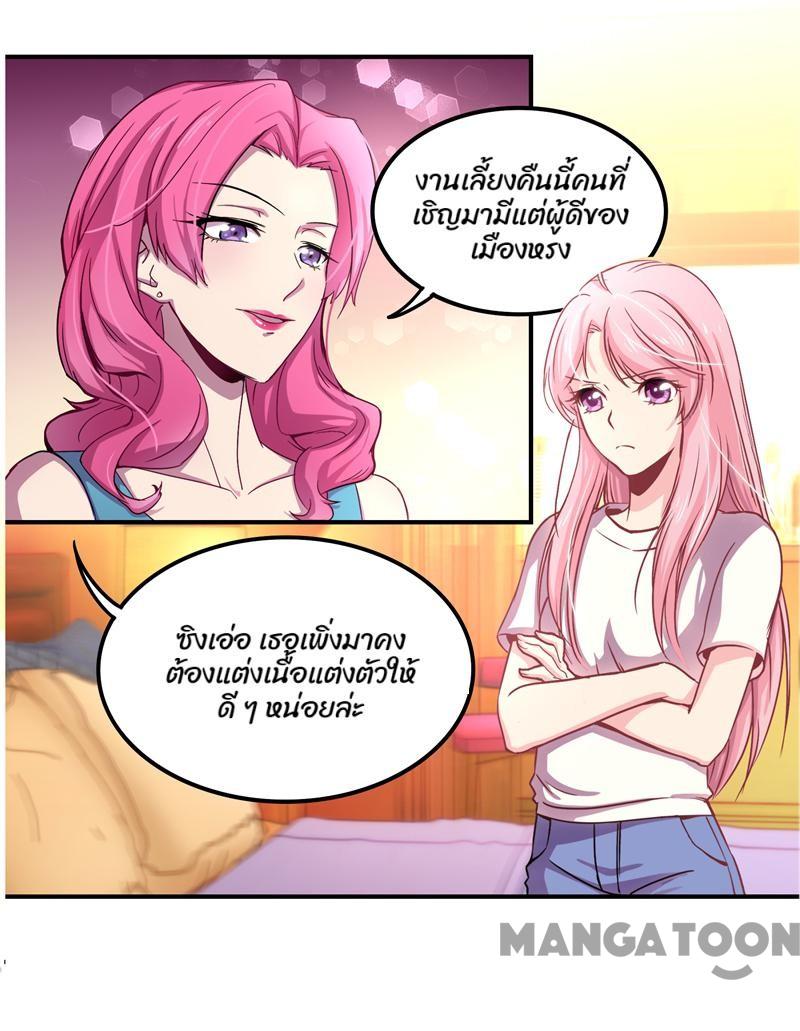 งานเลี้ยงคืนนี้คนที่
เชิญมามีแต่ผู้ดีของ
เมืองหรง
ซิงเอ่อ เธอเพิ่งมาคง
ต้องแต่งเนื้อแต่งตัวให้
ดี ๆ หน่อยล่ะ
MANGATOON